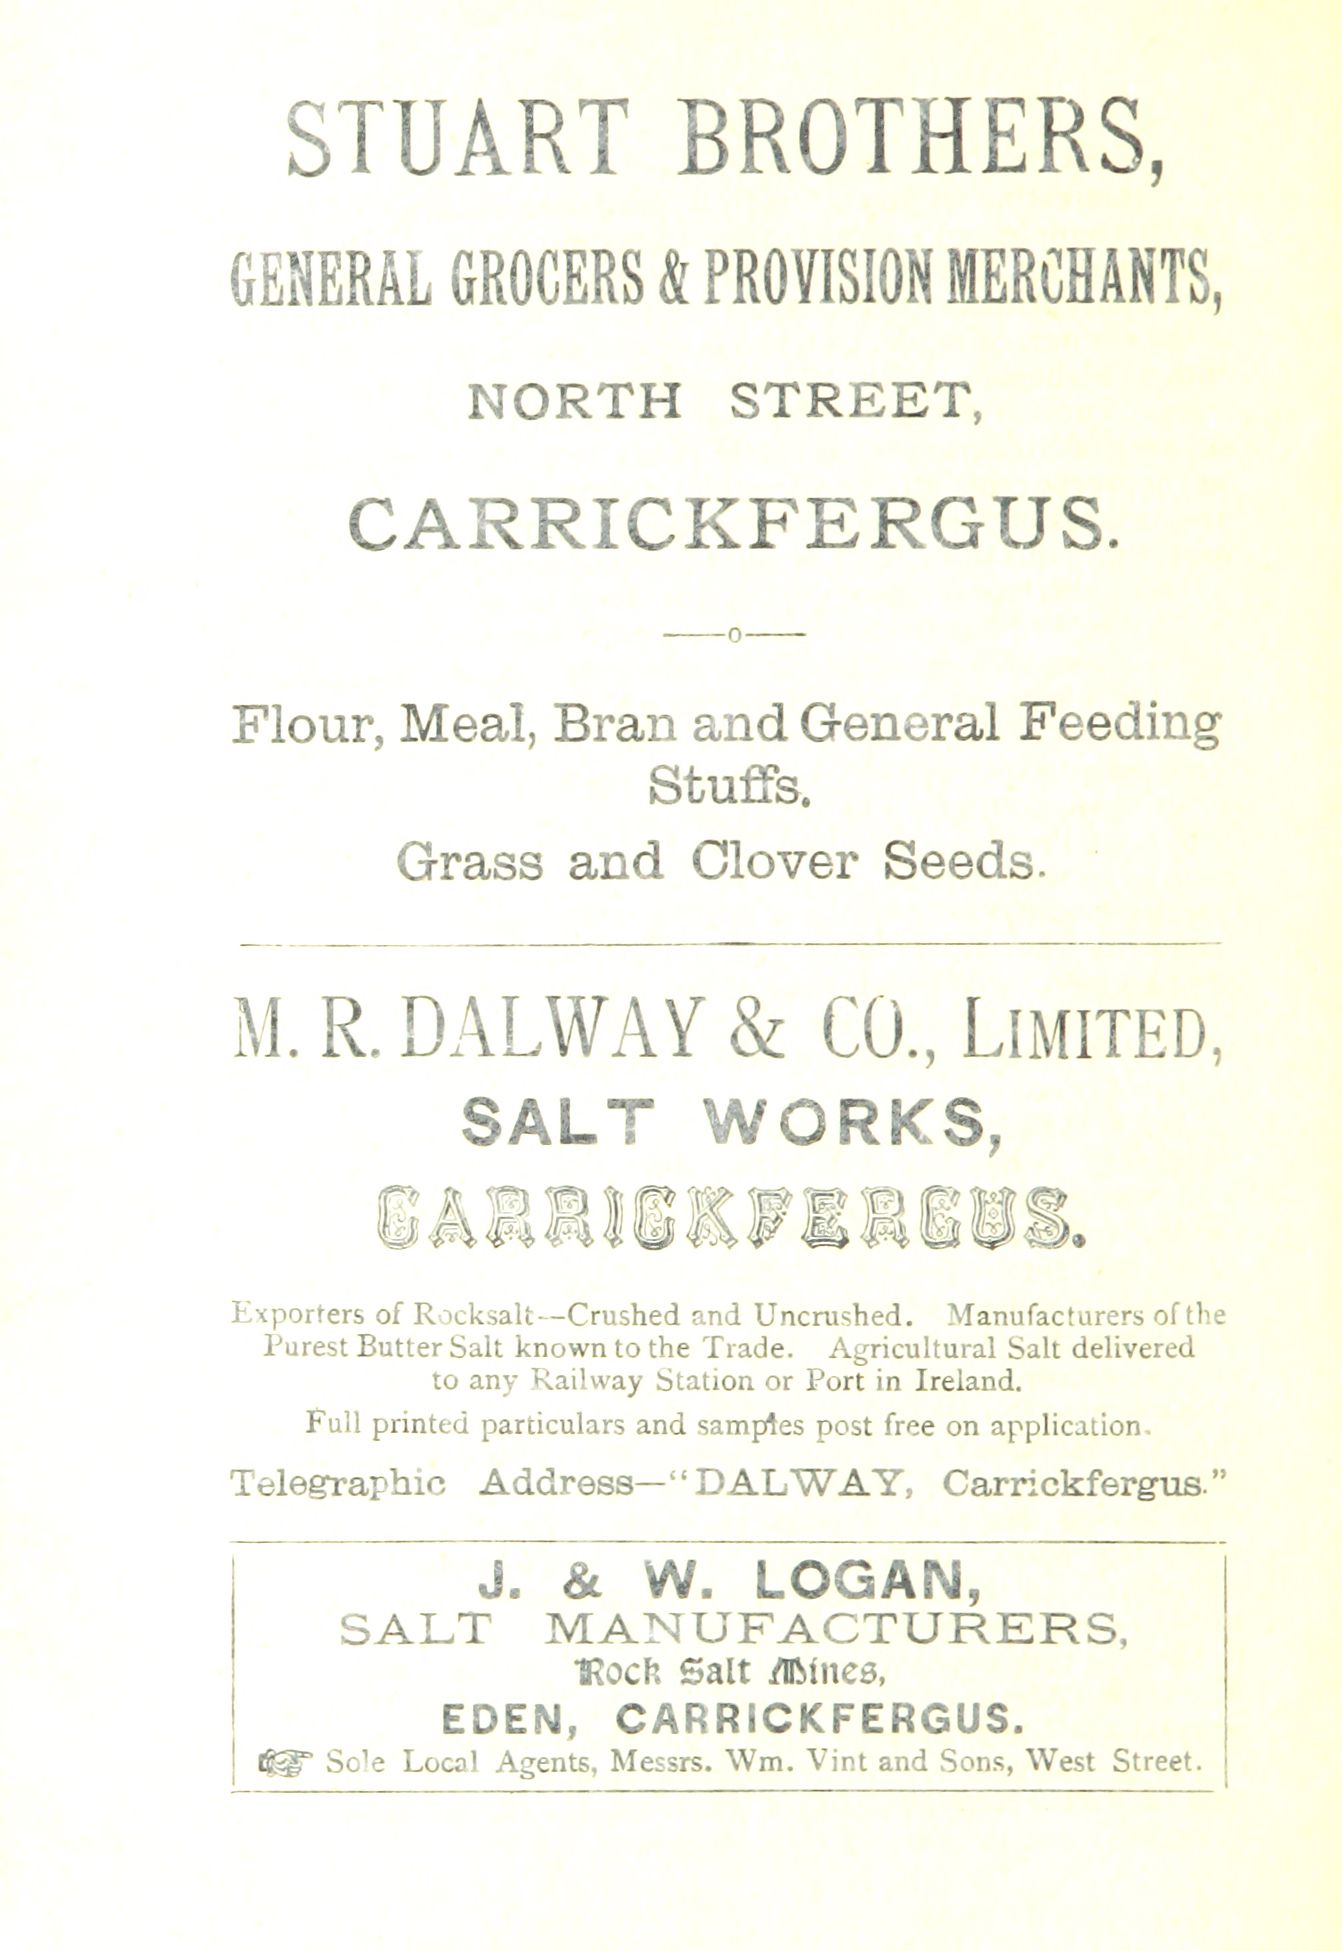 STUART BROTHERS,
GENERAL GROCERS & PROVISION MERCHANTS,
NORTH STREET,
CARRICKFERGUS.
Flour, Meal, Bran and General Feeding
Stuffs.
Grass and Clover Seeds.
M. R. DALWAY & CO., LIMITED,
SALT WORKS,
CARRICKFERGUS.
Exporters of Rocksalt—Crushed and Uncrushed. Manufacturers of the
Purest Butter Salt known to the Trade. Agricultural Salt delivered
to any Railway Station or Port in Ireland.
Full printed particulars and samples post free on application.
Telegraphic Address—"DALWAY, Carrickfergus."
J. & W. LOGAN,
SALT MANUFACTURERS,
Rock Salt Mines,
EDEN, CARRICKFERGUS.
☞ Sole Local Agents, Messrs. Wm. Vint and Sons, West Street.